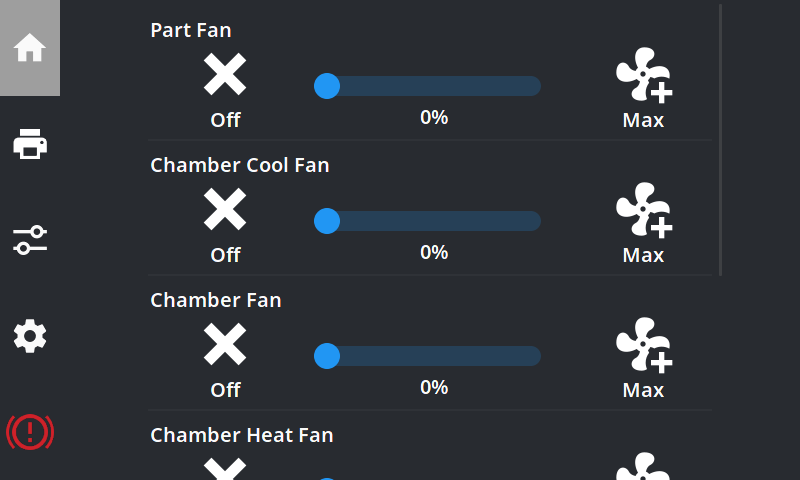 Part Fan
Off
0%
Max
Chamber Cool Fan
Off
0%
Max
Chamber Fan
Off
0%
Max
Chamber Heat Fan